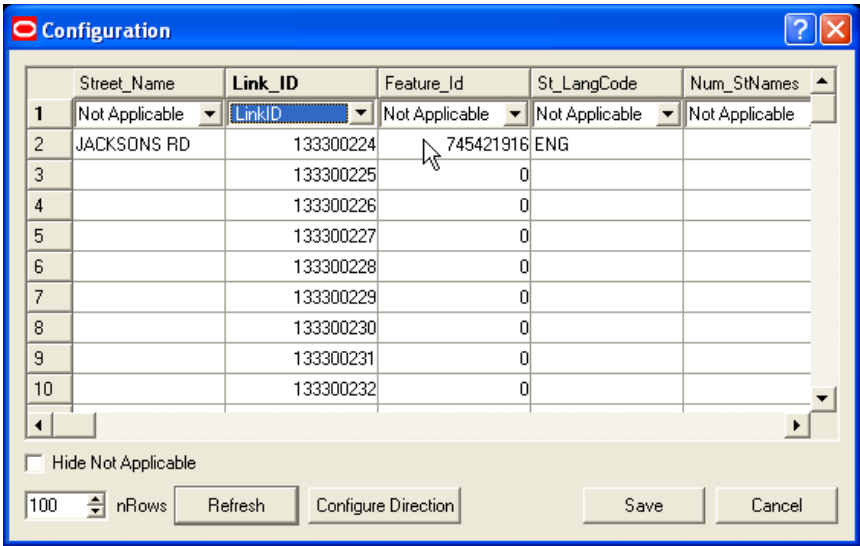 Configuration
Street_Name Link_ID Feature_Id St_LangCode Num_StNames
1 Not Applicable LinkID Not Applicable Not Applicable Not Applicable
2 JACKSONS RD 133300224 745421916 ENG
3 133300225 0
4 133300226 0
5 133300227 0
6 133300228 0
7 133300229 0
8 133300230 0
9 133300231 0
10 133300232 0
Hide Not Applicable
100 nRows Refresh Configure Direction Save Cancel